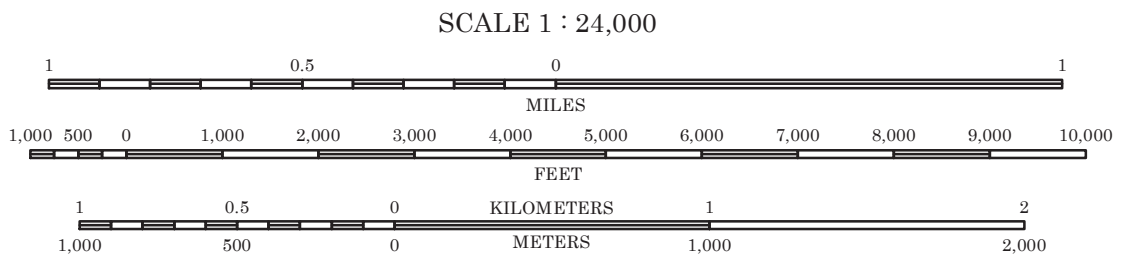 SCALE 1 : 24,000
1 0.5 0 1
MILES
1,000 500 0 1,000 2,000 3,000 4,000 5,000 6,000 7,000 8,000 9,000 10,000
FEET
1 0.5 0 KILOMETERS 1 2
1,000 500 0 METERS 1,000 2,000